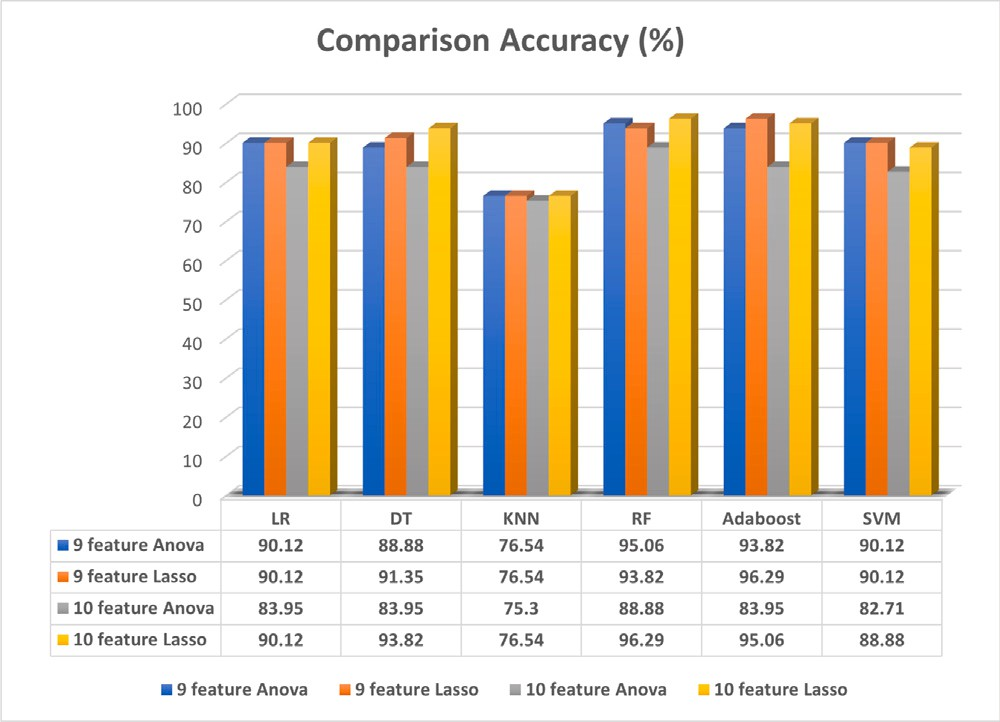 Comparison Accuracy (%)
100
90
80
70
60
50
40
30
20
10
0
LR DT KNN RF Adaboost SVM
9 feature Anova 90.12 88.88 76.54 95.06 93.82 90.12
9 feature Lasso 90.12 91.35 76.54 93.82 96.29 90.12
10 feature Anova 83.95 83.95 75.3 88.88 83.95 82.71
10 feature Lasso 90.12 93.82 76.54 96.29 95.06 88.88
9 feature Anova 9 feature Lasso 10 feature Anova 10 feature Lasso